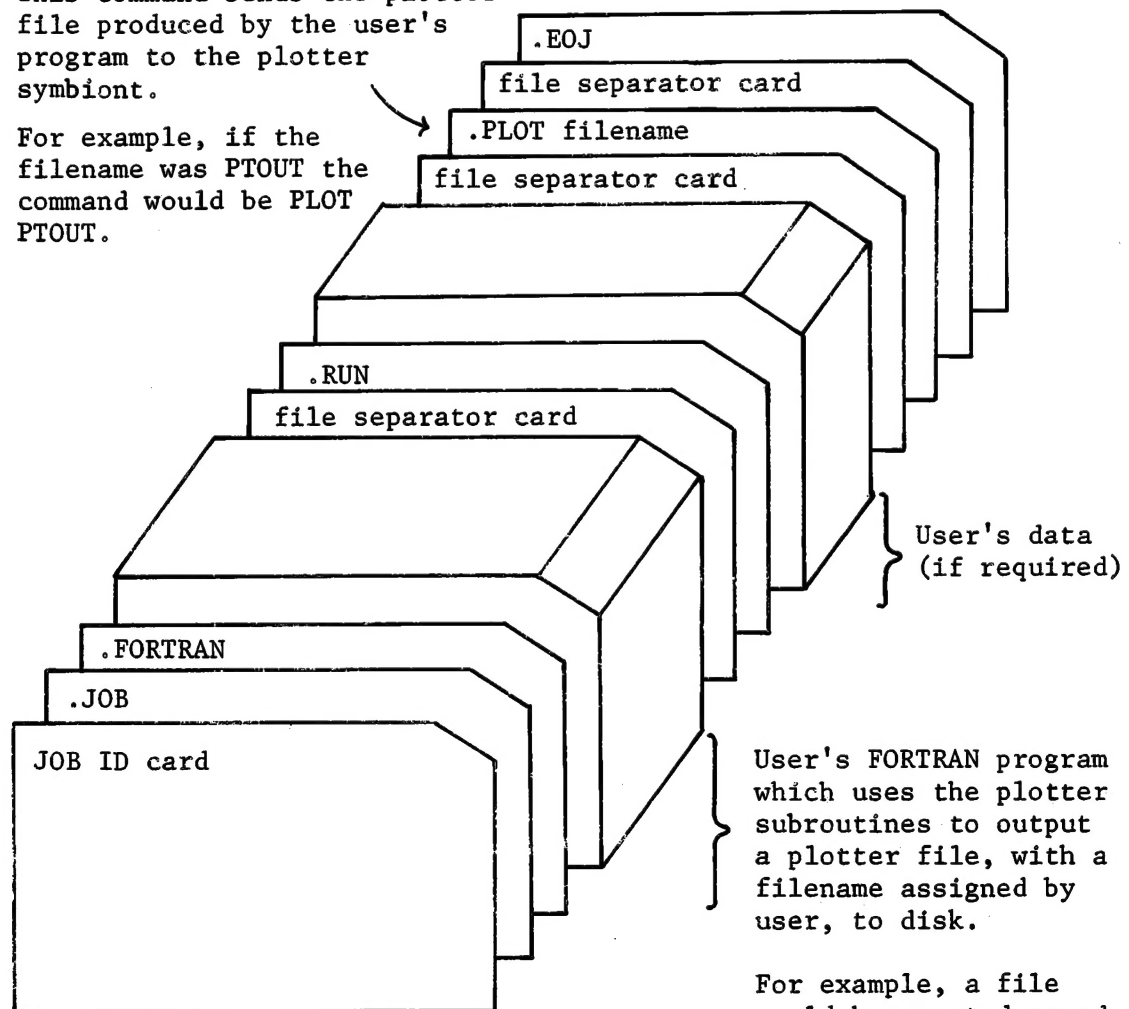 file produced by the user's
program to the plotter
symbiont.
For example, if the
filename was PTOUT the
command would be PLOT
PTOUT.
.EOJ
file separator card
.PLOT filename
file separator card
.RUN
file separator card
User's data
(if required)
.FORTRAN
.JOB
JOB ID card
User's FORTRAN program
which uses the plotter
subroutines to output
a plotter file, with a
filename assigned by
user, to disk.
For example, a file